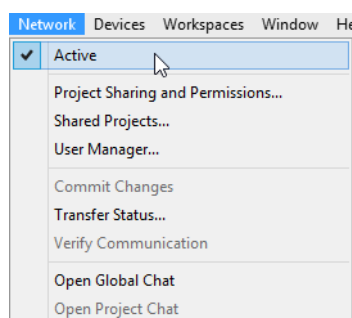 Network Devices Workspaces Window He
Active
Project Sharing and Permissions...
Shared Projects...
User Manager...
Commit Changes
Transfer Status...
Verify Communication
Open Global Chat
Open Project Chat